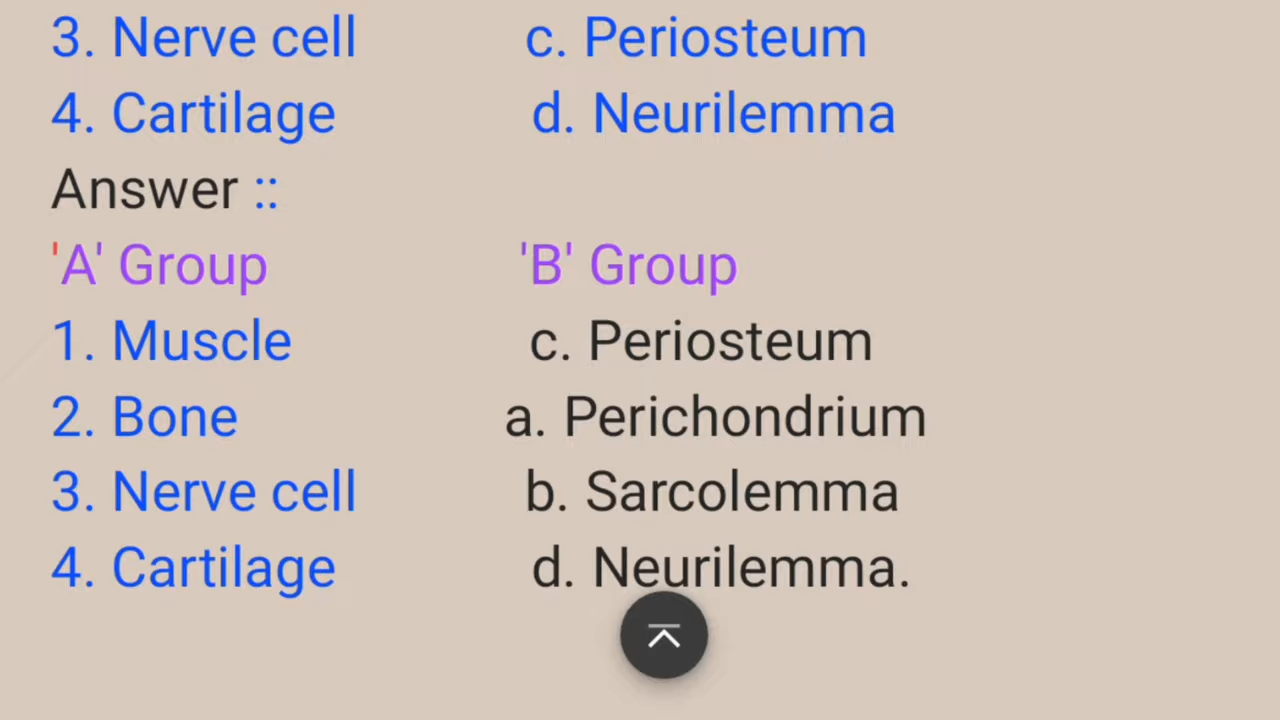 3. Nerve cell c. Periosteum
4. Cartilage d. Neurilemma
Answer ::
'A' Group 'B' Group
1. Muscle c. Periosteum
2. Bone a. Perichondrium
3. Nerve cell b. Sarcolemma
4. Cartilage d. Neurilemma.